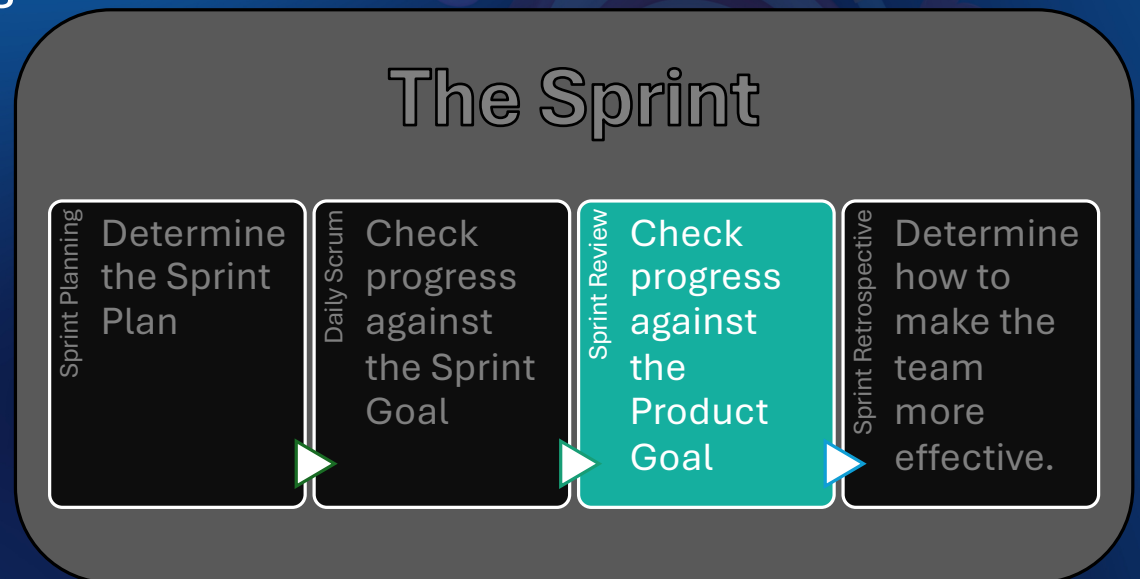 The Sprint
Sprint Planning
Determine
the Sprint
Plan
Daily Scrum
Check
progress
against
the Sprint
Goal
Sprint Review
Check
progress
against
the
Product
Goal
Sprint Retrospective
Determine
how to
make the
team
more
effective.